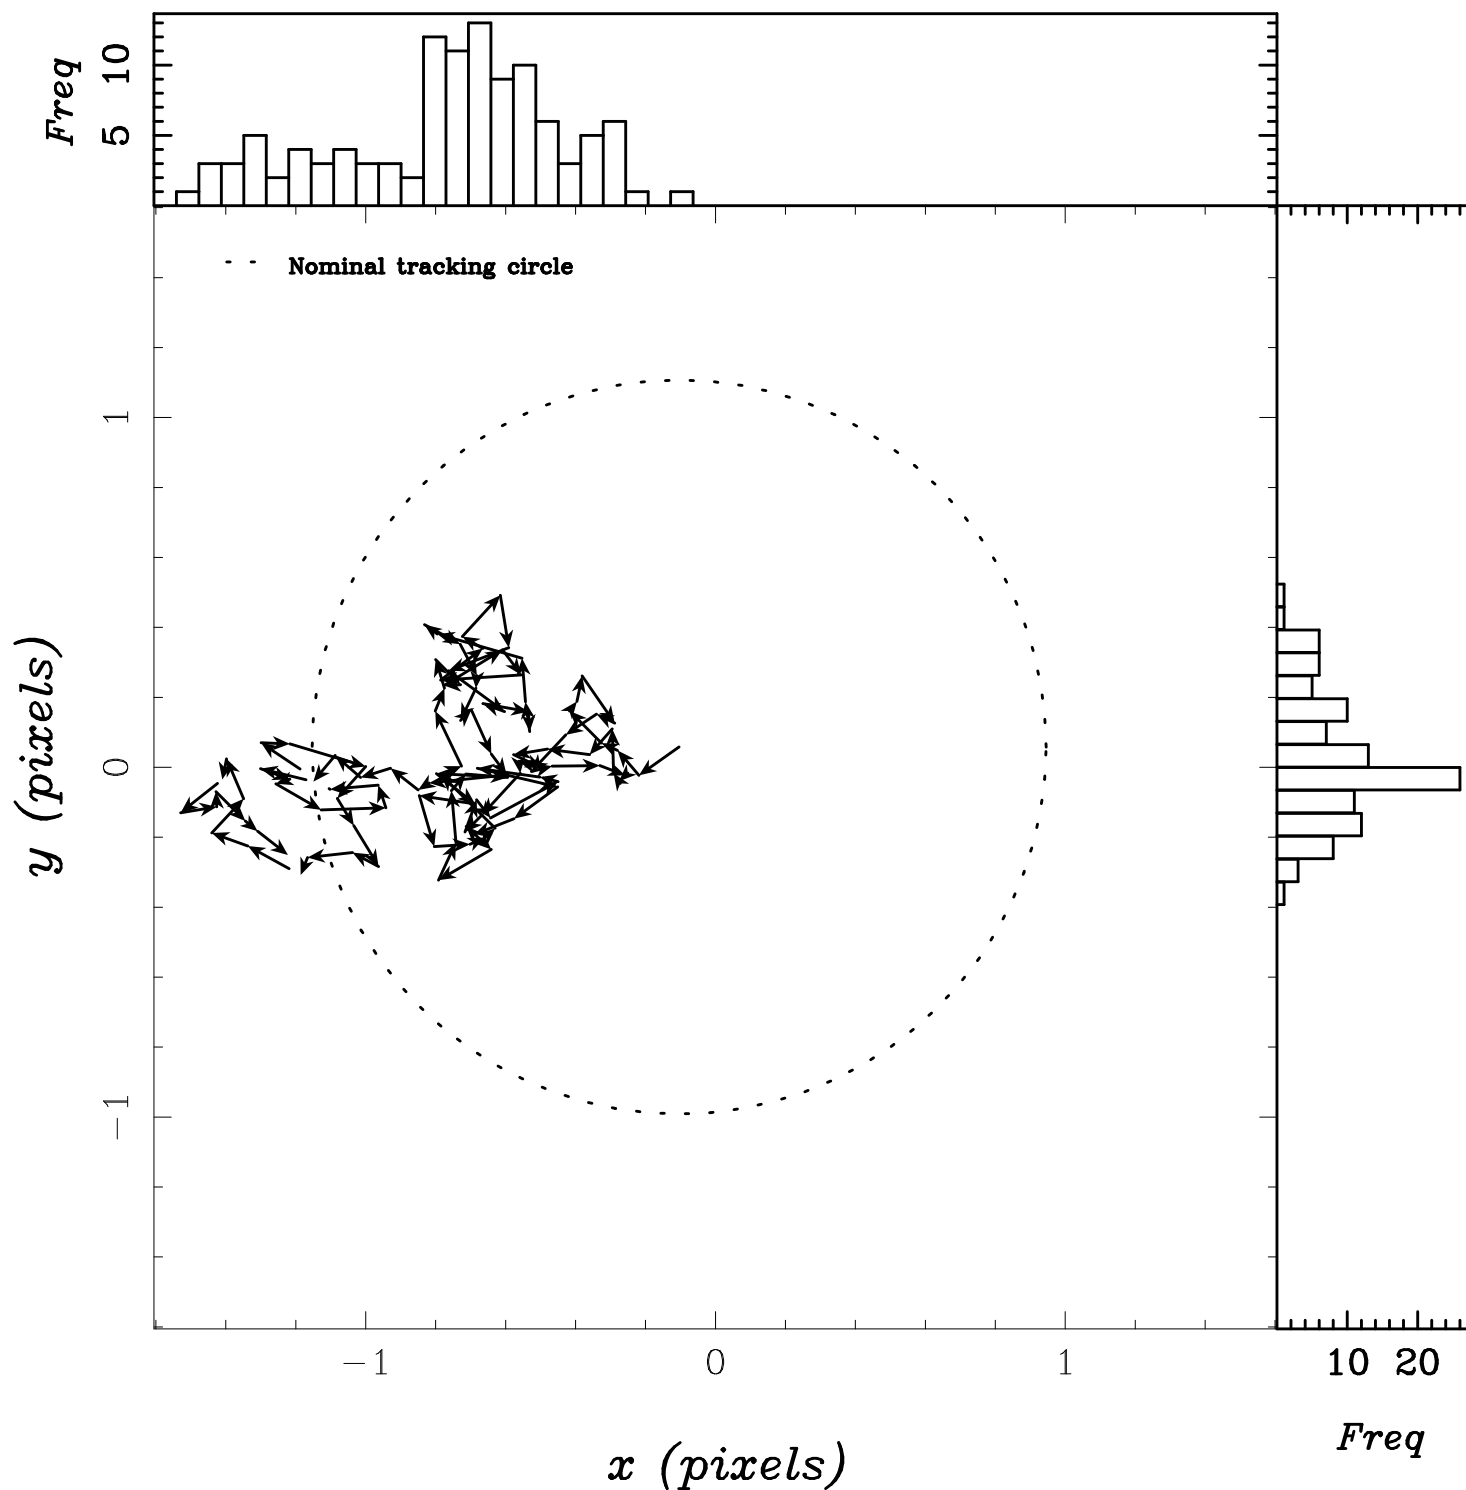 Freq
10
5
Nominal tracking circle
1
0
−1
y (pixels)
−1 0 1
10 20
Freq
x (pixels)